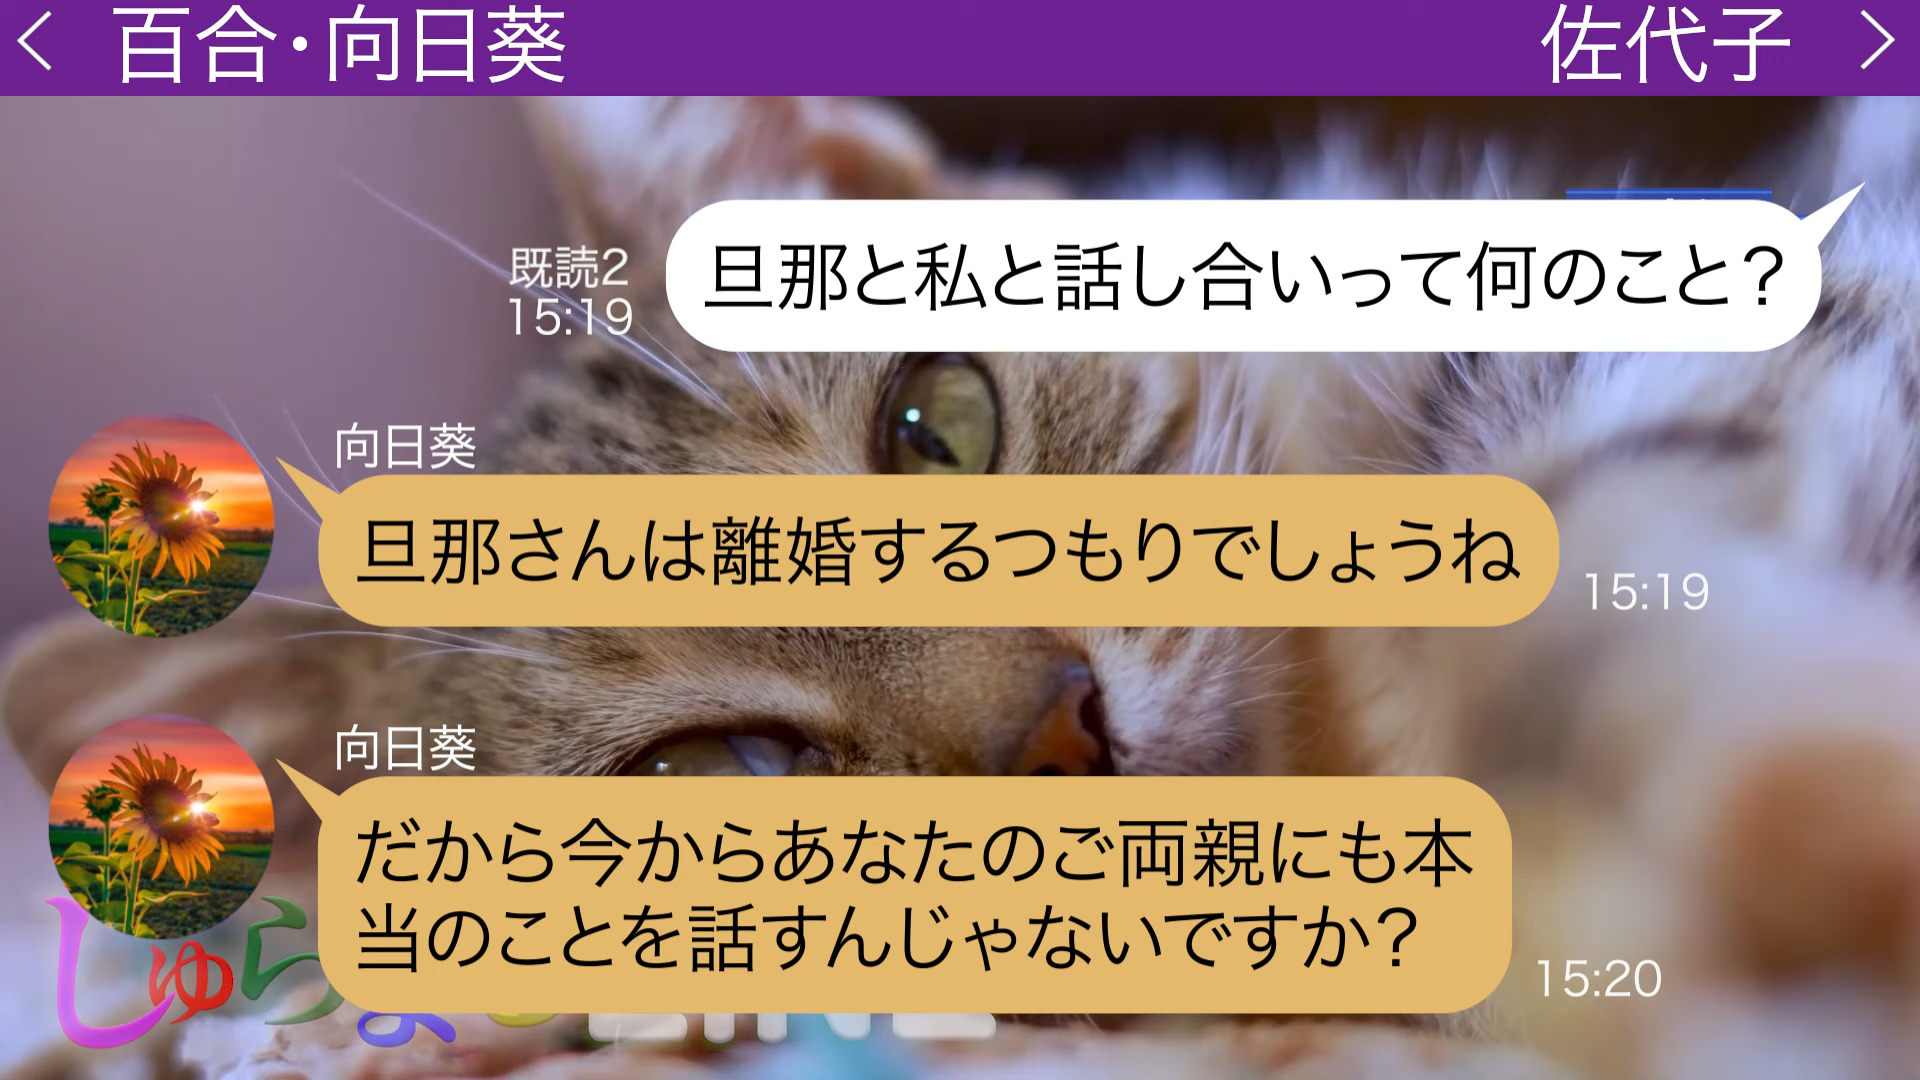 百合・向日葵
佐代子
旦那と私と話し合いって何のこと?
既読2
15:19
向日葵
旦那さんは離婚するつもりでしょうね
15:19
向日葵
だから今からあなたのご両親にも本
当のことを話すんじゃないですか?
15:20
しゅら